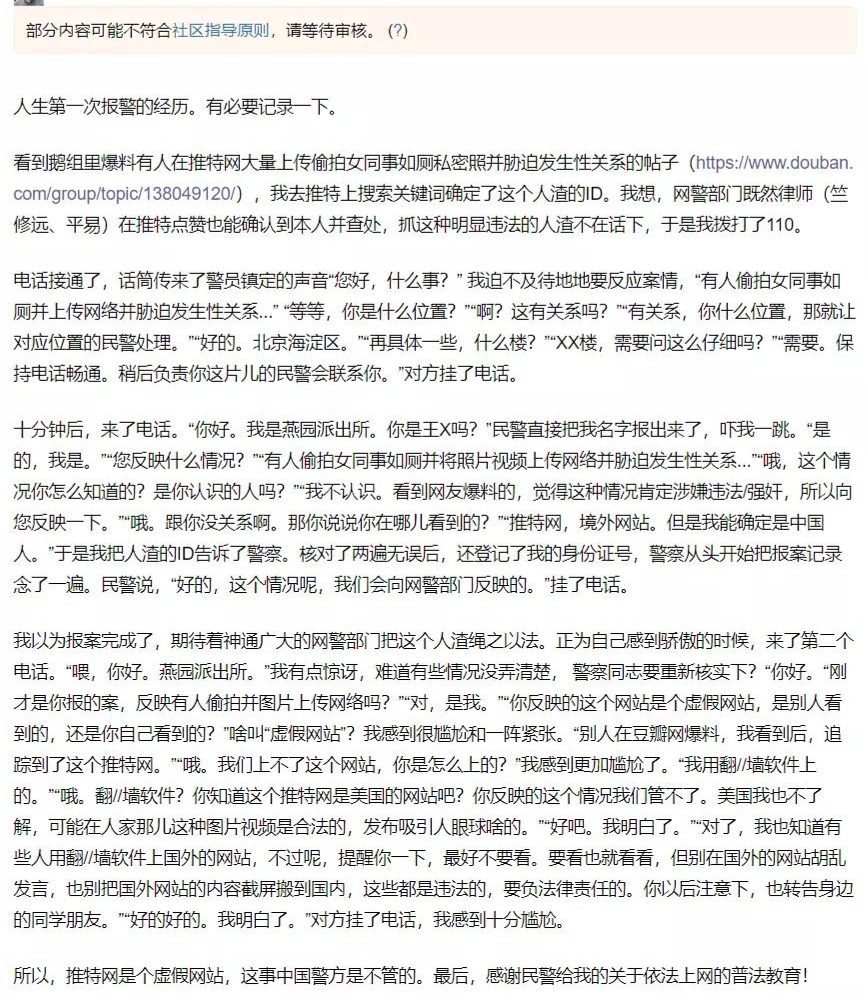 部分内容可能不符合社区指导原则，请等待审核。 (?)
人生第一次报警的经历。有必要记录一下。
看到鹅组里爆料有人在推特网大量上传偷拍女同事如厕私密照并胁迫发生性关系的帖子（https://www.douban.
com/group/topic/138049120/），我去推特上搜索关键词确定了这个人渣的ID。我想，网警部门既然律师（竺
修远、平易）在推特点赞也能确认到本人并查处，抓这种明显违法的人渣不在话下，于是我拨打了110。
电话接通了，话筒传来了警员镇定的声音“您好，什么事？” 我迫不及待地地要反应案情，“有人偷拍女同事如
厕并上传网络并胁迫发生性关系...” “等等，你是什么位置？”“啊？这有关系吗？”“有关系，你什么位置，那就让
对应位置的民警处理。”“好的。北京海淀区。”“再具体一些，什么楼？”“XX楼，需要问这么仔细吗？”“需要。保
持电话畅通。稍后负责你这片儿的民警会联系你。”对方挂了电话。
十分钟后，来了电话。“你好。我是燕园派出所。你是王X吗？”民警直接把我名字报出来了，吓我一跳。“是
的，我是。”“您反映什么情况？”“有人偷拍女同事如厕并将照片视频上传网络并胁迫发生性关系...”“哦，这个情
况你怎么知道的？是你认识的人吗？”“我不认识。看到网友爆料的，觉得这种情况肯定涉嫌违法/强奸，所以向
您反映一下。”“哦。跟你没关系啊。那你说说你在哪儿看到的？”“推特网，境外网站。但是我能确定是中国
人。”于是我把人渣的ID告诉了警察。核对了两遍无误后，还登记了我的身份证号，警察从头开始把报案记录
念了一遍。民警说，“好的，这个情况呢，我们会向网警部门反映的。”挂了电话。
我以为报案完成了，期待着神通广大的网警部门把这个人渣绳之以法。正为自己感到骄傲的时候，来了第二个
电话。“喂，你好。燕园派出所。”我有点惊讶，难道有些情况没弄清楚， 警察同志要重新核实下？“你好。“刚
才是你报的案，反映有人偷拍并图片上传网络吗？”“对，是我。”“你反映的这个网站是个虚假网站，是别人看
到的，还是你自己看到的？”啥叫“虚假网站”？我感到很尴尬和一阵紧张。“别人在豆瓣网爆料，我看到后，追
踪到了这个推特网。”“哦。我们上不了这个网站，你是怎么上的？”我感到更加尴尬了。“我用翻//墙软件上
的。”“哦。翻//墙软件？你知道这个推特网是美国的网站吧？你反映的这个情况我们管不了。美国我也不了
解，可能在人家那儿这种图片视频是合法的，发布吸引人眼球啥的。”“好吧。我明白了。”“对了，我也知道有
些人用翻//墙软件上国外的网站，不过呢，提醒你一下，最好不要看。要看也就看看，但别在国外的网站胡乱
发言，也别把国外网站的内容截屏搬到国内，这些都是违法的，要负法律责任的。你以后注意下，也转告身边
的同学朋友。”“好的好的。我明白了。”对方挂了电话，我感到十分尴尬。
所以，推特网是个虚假网站，这事中国警方是不管的。最后，感谢民警给我的关于依法上网的普法教育！